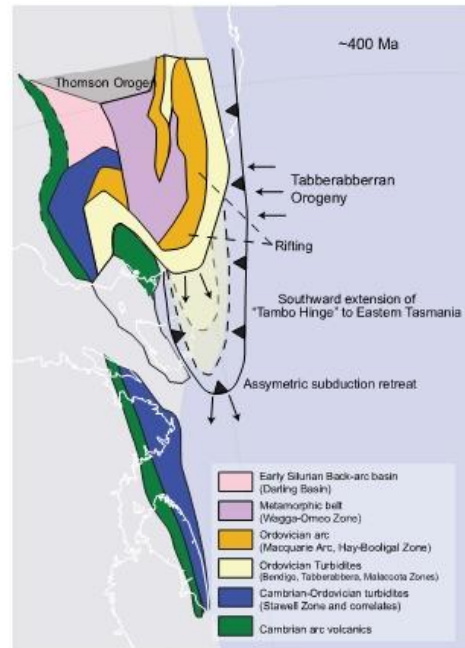 ~400 Ma
Thomson Orogen
Tabberabberran
Orogeny
Rifting
Southward extension of
"Tambo Hinge" to Eastern Tasmania
Assymetric subduction retreat
Early Silurian Back-arc basin
(Darling Basin)
Metamorphic belt
(Wagga-Omeo Zone)
Ordovician arc
(Macquarie Arc, Hay-Booligal Zone)
Ordovician Turbidites
(Bendigo, Tabberabbera, Malacota Zones)
Cambrian-Ordovician turbidites
(Stawell Zone and correlates)
Cambrian arc volcanics